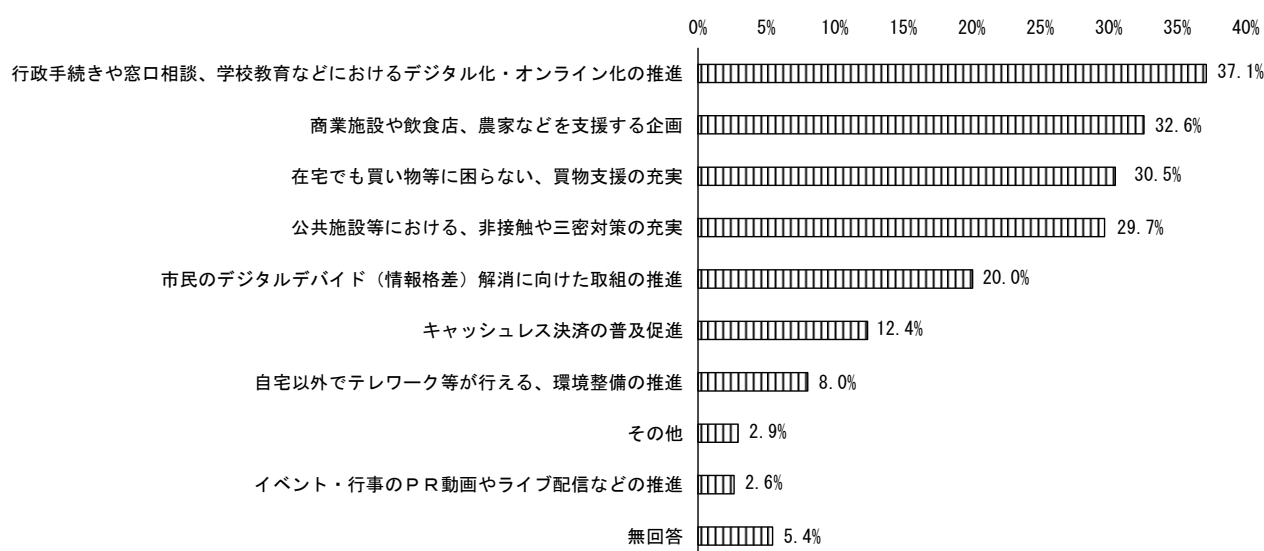 0% 5% 10% 15% 20% 25% 30% 35% 40%
行政手続きや窓口相談、学校教育などにおけるデジタル化・オンライン化の推進 37.1%
商業施設や飲食店、農家などを支援する企画 32.6%
在宅でも買い物等に困らない、買物支援の充実 30.5%
公共施設等における、非接触や三密対策の充実 29.7%
市民のデジタルデバイド（情報格差）解消に向けた取組の推進 20.0%
キャッシュレス決済の普及促進 12.4%
自宅以外でテレワーク等が行える、環境整備の推進 8.0%
その他 2.9%
イベント・行事のＰＲ動画やライブ配信などの推進 2.6%
無回答 5.4%